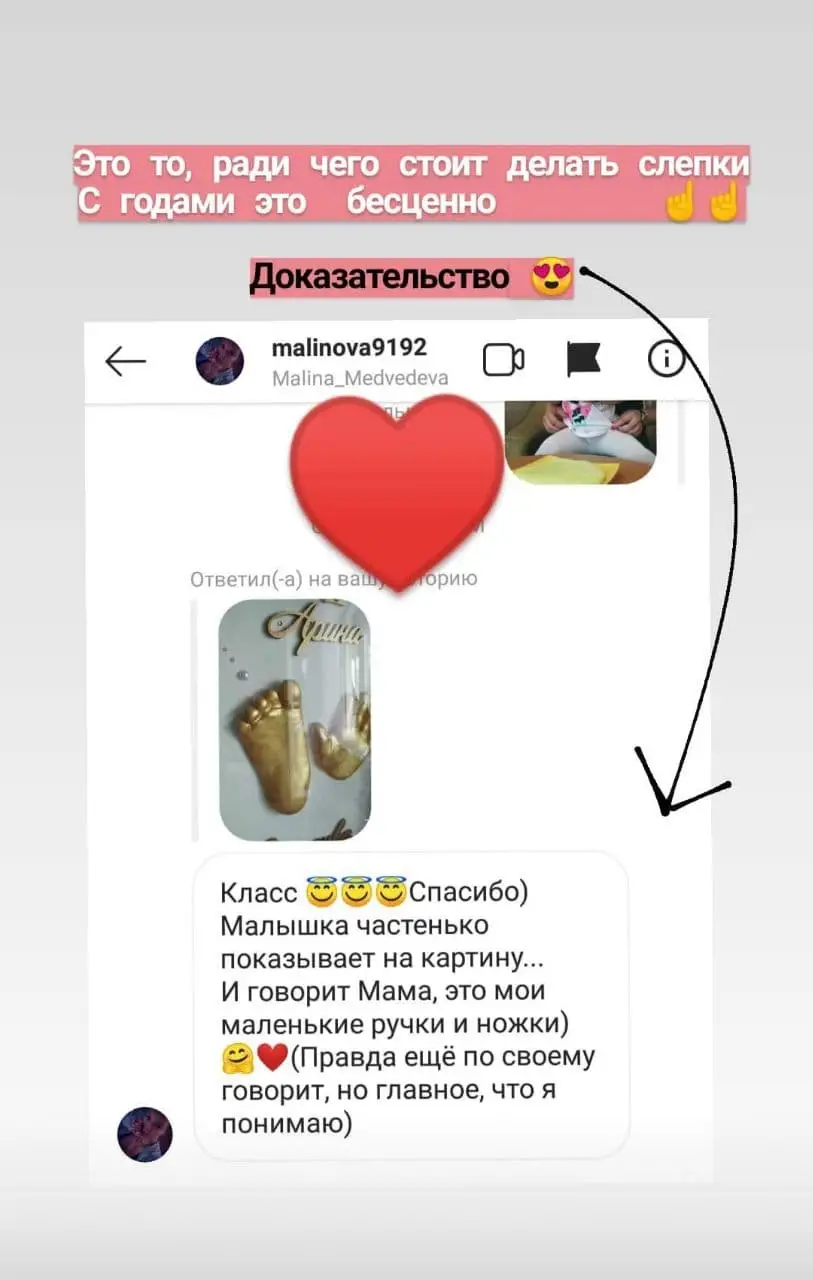 Это то, ради чего стоит делать слепки
С годами это бесценно ☝️☝️
Доказательство 😍
malinova9192
Malina_Medvedeva
Ответил(-а) на вашу историю
Арина
Класс 😇😇😇Спасибо)
Малышка частенько
показывает на картину...
И говорит Мама, это мои
маленькие ручки и ножки)
🤗❤️(Правда ещё по своему
говорит, но главное, что я
понимаю)